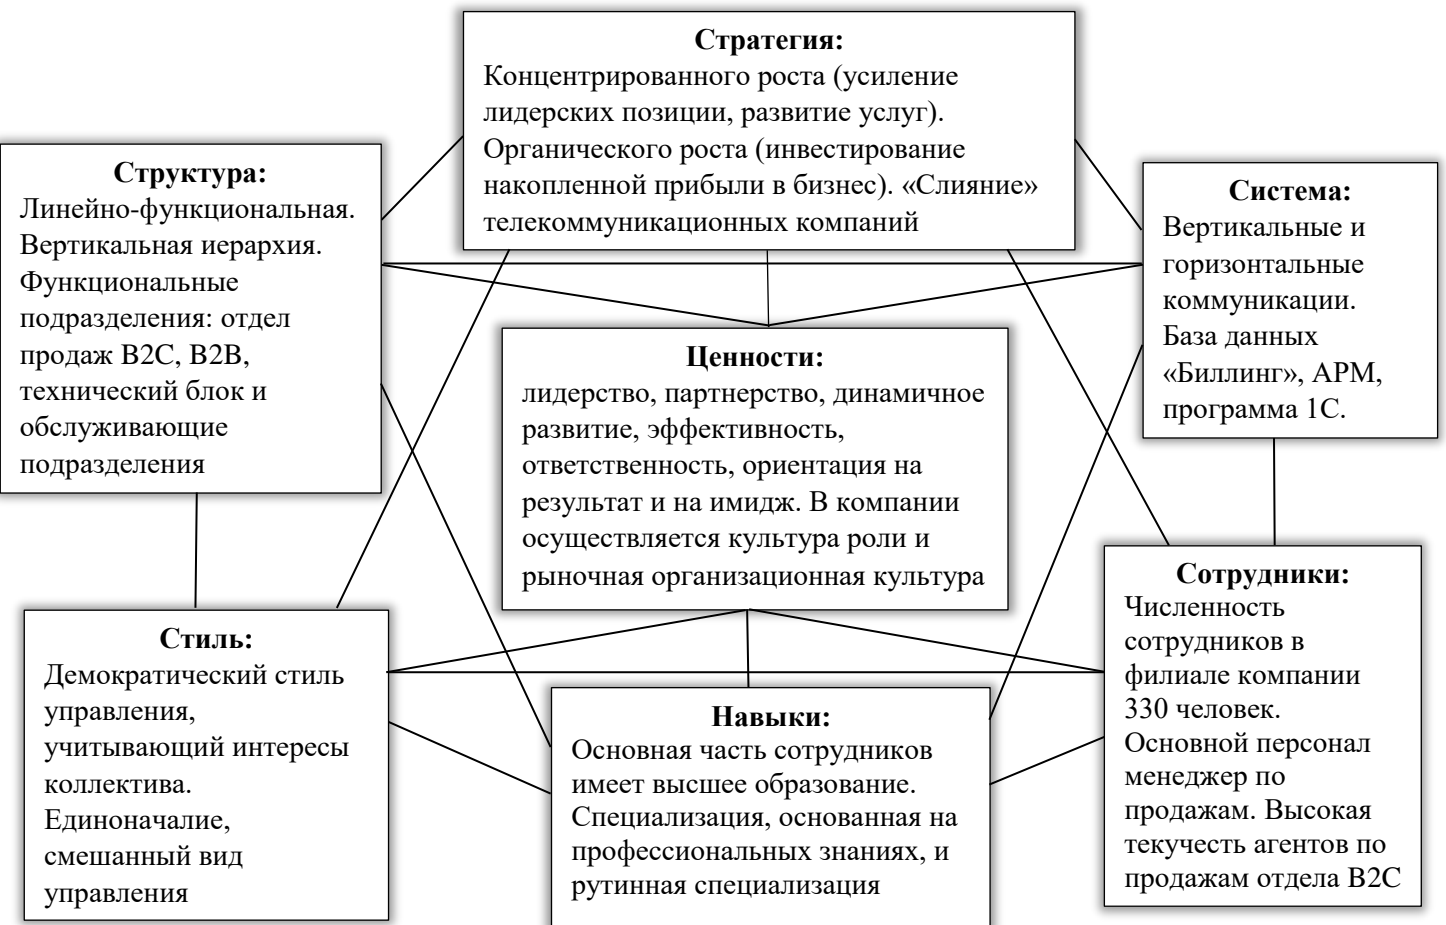 Стратегия:
Концентрированного роста (усиление
лидерских позиции, развитие услуг).
Органического роста (инвестирование
накопленной прибыли в бизнес). «Слияние»
телекоммуникационных компаний
Структура:
Линейно-функциональная.
Вертикальная иерархия.
Функциональные
подразделения: отдел
продаж B2C, B2B,
технический блок и
обслуживающие
подразделения
Система:
Вертикальные и
горизонтальные
коммуникации.
База данных
«Биллинг», АРМ,
программа 1С.
Ценности:
лидерство, партнерство, динамичное
развитие, эффективность,
ответственность, ориентация на
результат и на имидж. В компании
осуществляется культура роли и
рыночная организационная культура
Стиль:
Демократический стиль
управления,
учитывающий интересы
коллектива.
Единоначалие,
смешанный вид
управления
Навыки:
Основная часть сотрудников
имеет высшее образование.
Специализация, основанная на
профессиональных знаниях, и
рутинная специализация
Сотрудники:
Численность
сотрудников в
филиале компании
330 человек.
Основной персонал
менеджер по
продажам. Высокая
текучесть агентов по
продажам отдела B2C